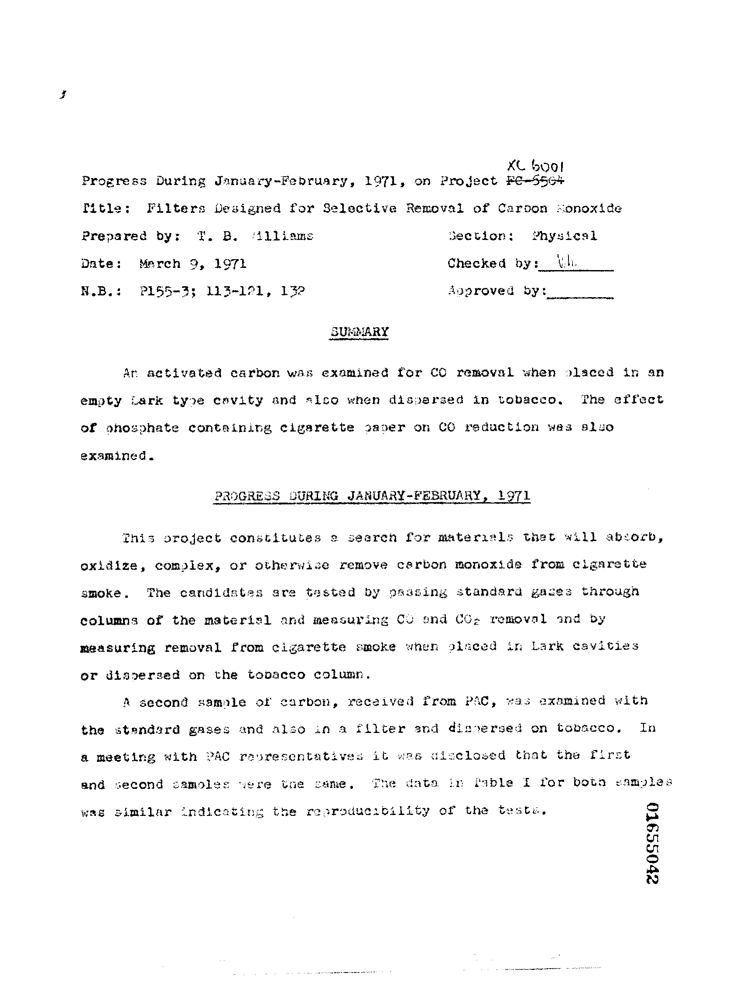 XC 6001
Progress During January-February, 1971, on Project FC-5504
Title: Filters Designed for Selective Removal of Carbon Monoxide
Prepared by: T. B. Williams Section: Physical
Date: March 9, 1971 Checked by:
N.B.: P155-3; 113-121, 132 Approved by:
SUMMARY
An activated carbon was examined for CO removal when placed in an
empty Lark type cavity and also when dispersed in tobacco. The effect
of phosphate containing cigarette paper on CO reduction was also
examined.
PROGRESS DURING JANUARY-FEBRUARY, 1971
This project constitutes a search for materials that will absorb,
oxidize, complex, or otherwise remove carbon monoxide from cigarette
smoke. The candidates are tested by passing standard gases through
columns of the material and measuring CO and CO₂ removal and by
measuring removal from cigarette smoke when placed in Lark cavities
or dispersed on the tobacco column.
A second sample of carbon, received from PAC, was examined with
the standard gases and also in a filter and dispersed on tobacco. In
a meeting with PAC representatives it was disclosed that the first
and second samples were the same. The data in Table I for both samples
was similar indicating the reproducibility of the tests.
01655042